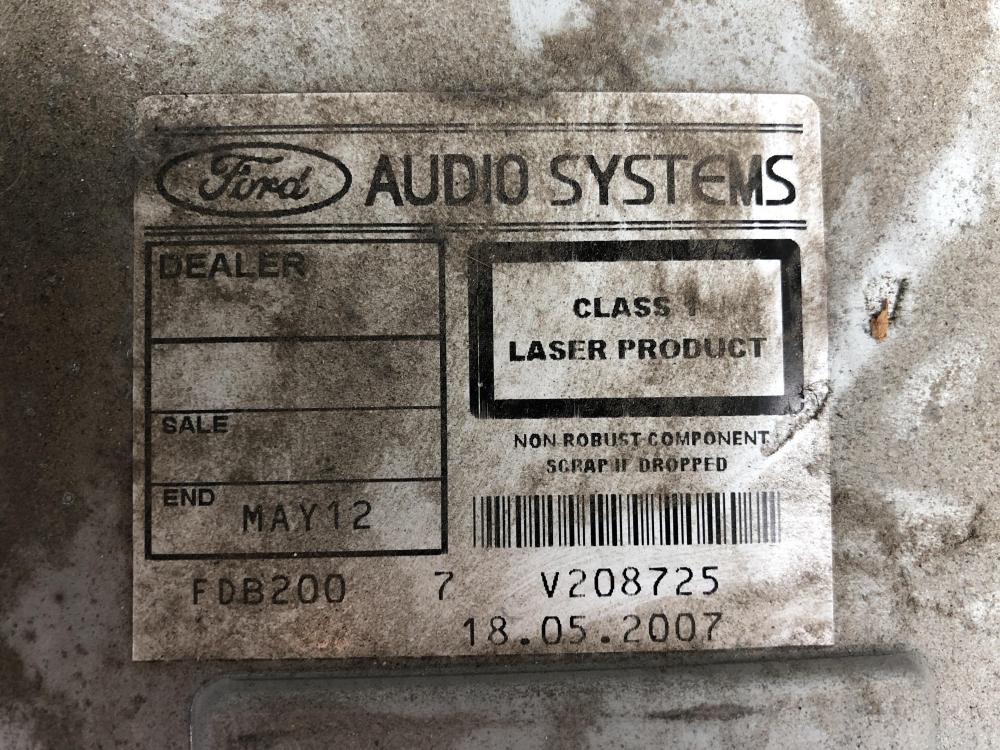 Ford AUDIO SYSTEMS
DEALER
SALE
END MAY12
CLASS 1
LASER PRODUCT
NON ROBUST COMPONENT
SCRAP IF DROPPED
FDB200 7 V208725
18.05.2007